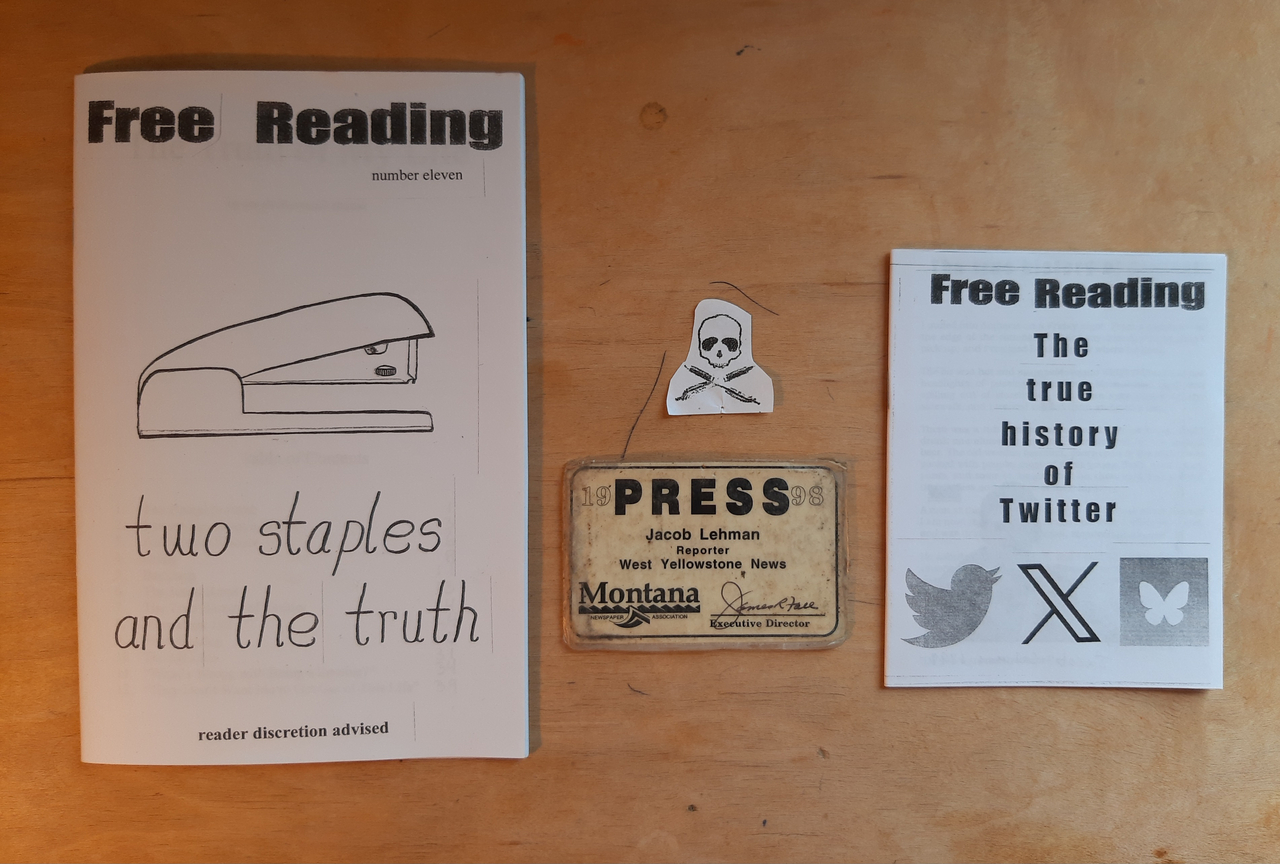 Free Reading
number eleven
two staples
and the truth
reader discretion advised
19 PRESS 98
Jacob Lehman
Reporter
West Yellowstone News
Montana
NEWSPAPER ASSOCIATION
Executive Director
Free Reading
The
true
history
of
Twitter